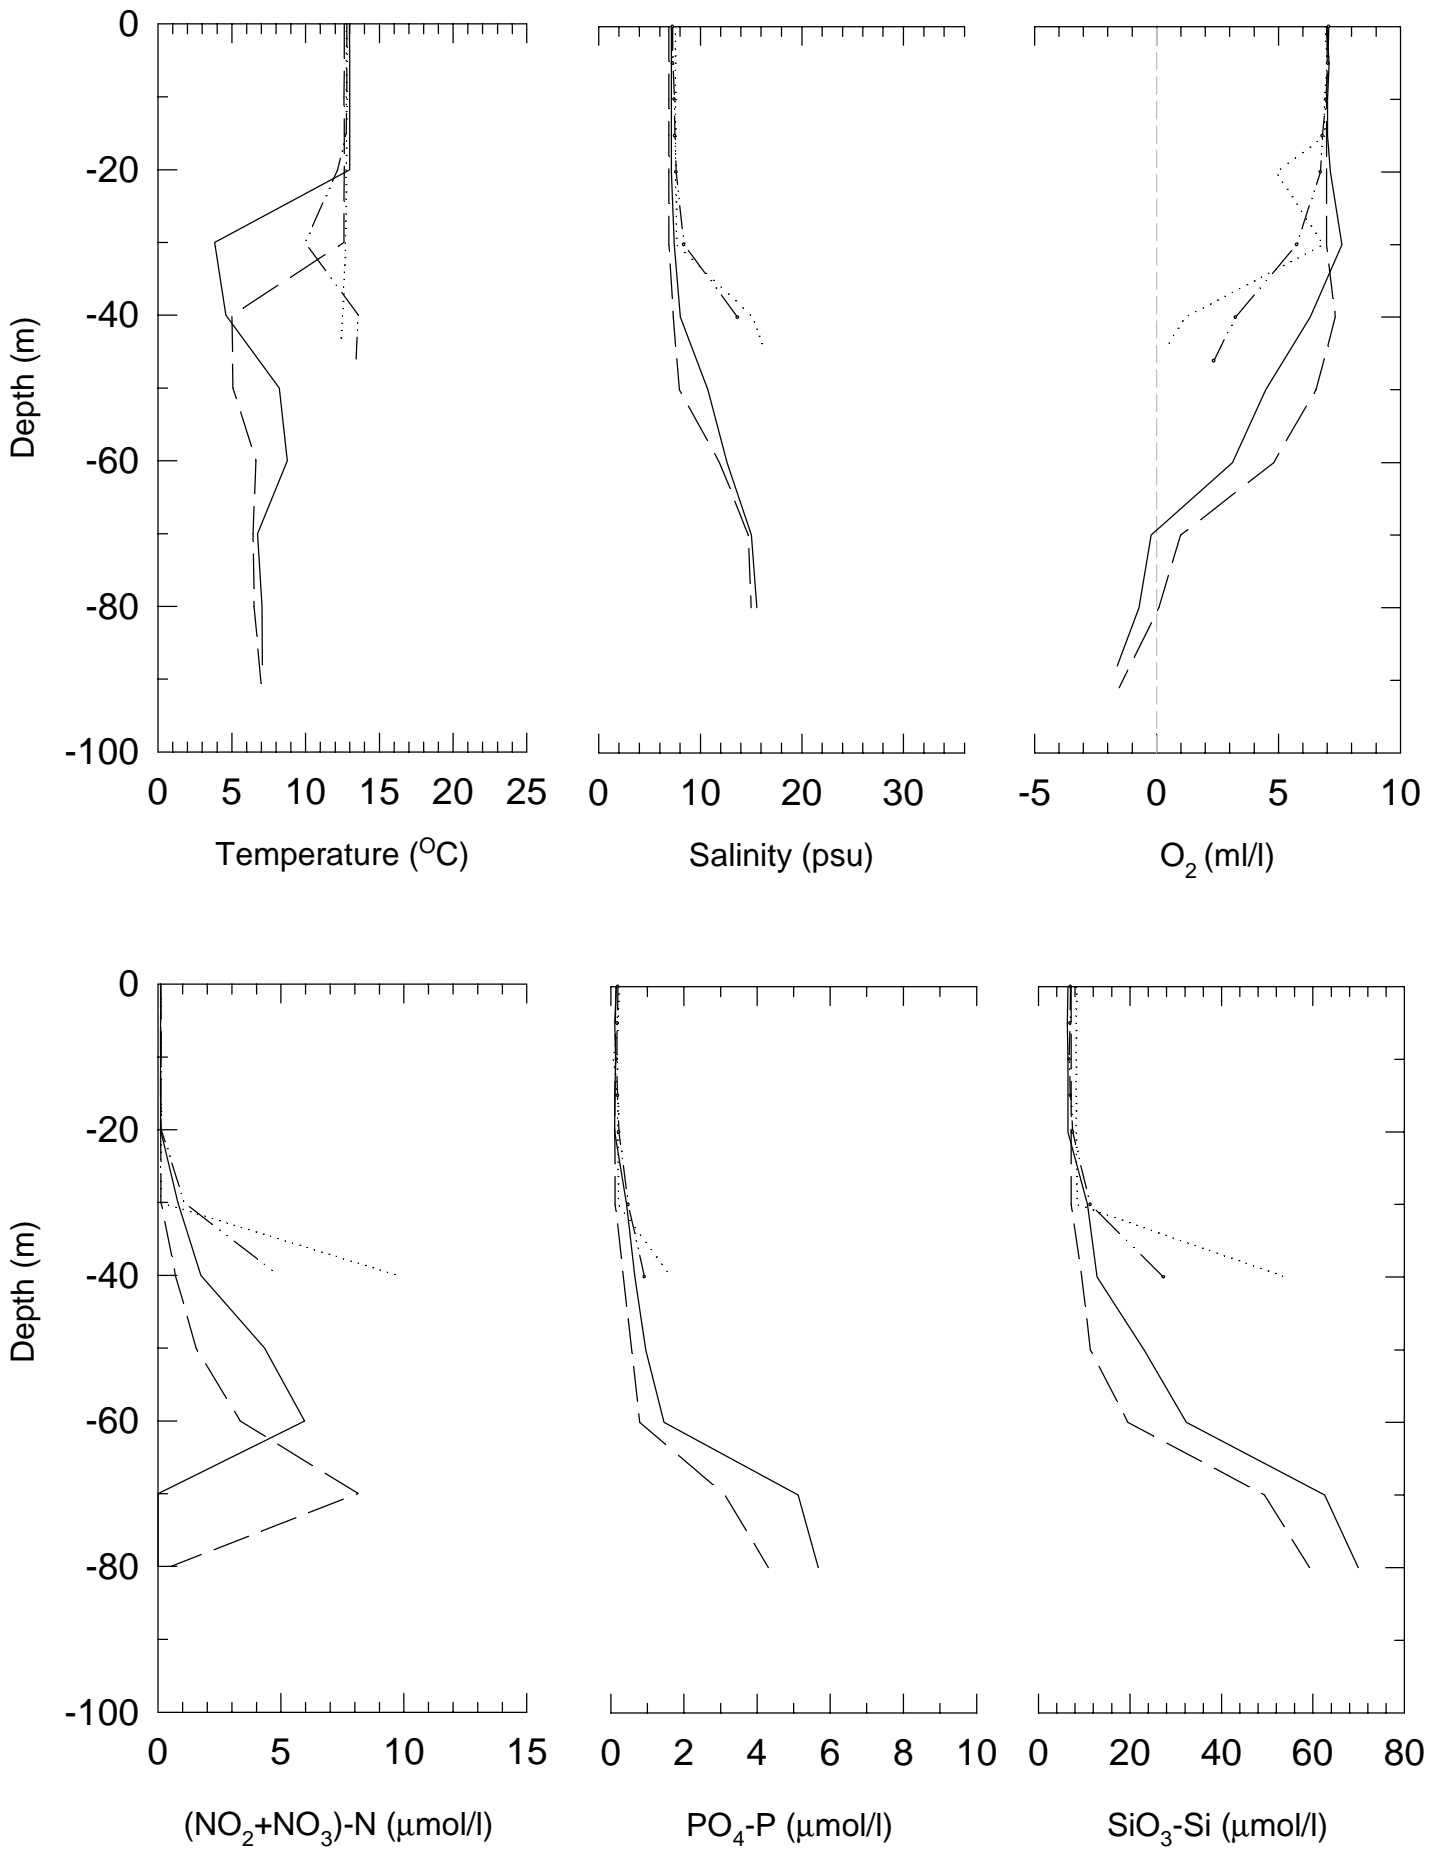 0
-20
-40
-60
-80
-100
Depth (m)
0 5 10 15 20 25
0 10 20 30
-5 0 5 10
Temperature (°C)
Salinity (psu)
O₂ (ml/l)
0
-20
-40
-60
-80
-100
Depth (m)
0 5 10 15
0 2 4 6 8 10
0 20 40 60 80
(NO₂+NO₃)-N (μmol/l)
PO₄-P (μmol/l)
SiO₃-Si (μmol/l)